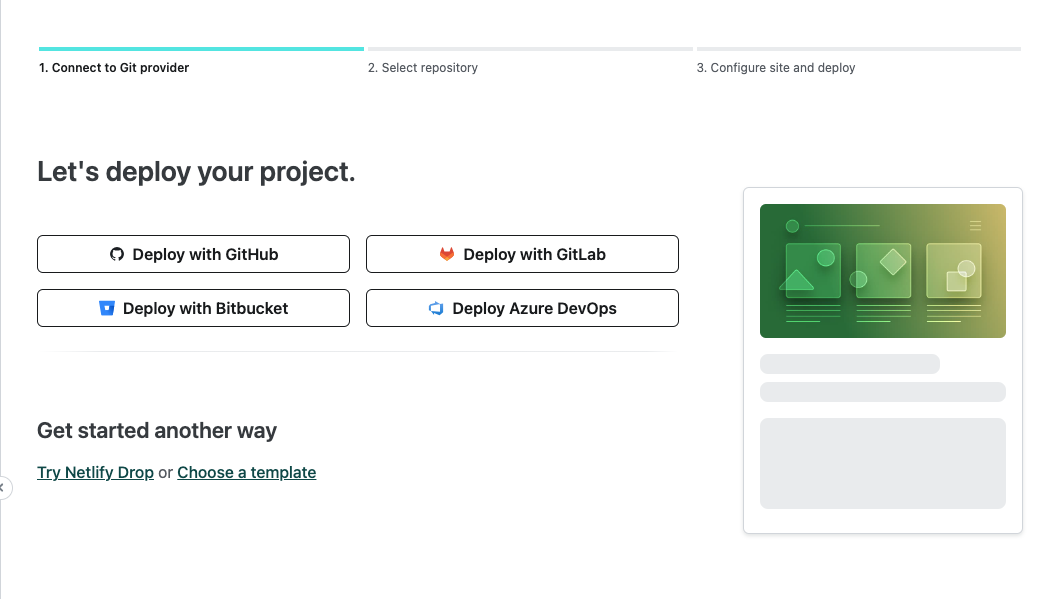 1. Connect to Git provider
2. Select repository
3. Configure site and deploy
Let's deploy your project.
Deploy with GitHub
Deploy with GitLab
Deploy with Bitbucket
Deploy Azure DevOps
Get started another way
Try Netlify Drop or Choose a template